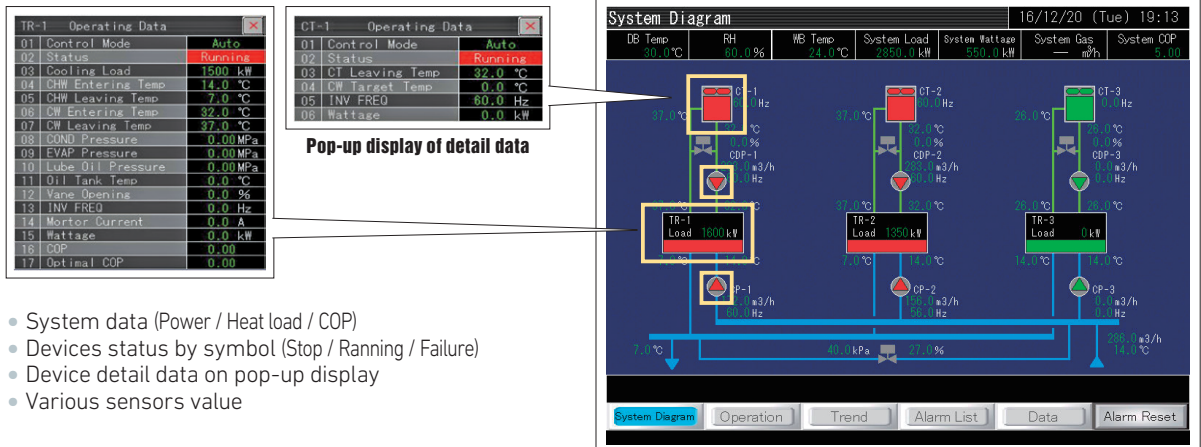 TR-1 Operating Data
01 Control Mode Auto
02 Status Running
03 Cooling Load 1500 kW
04 CHW Entering Temp 14.0 °C
05 CHW Leaving Temp 7.0 °C
06 CW Entering Temp 32.0 °C
07 CW Leaving Temp 37.0 °C
08 COND Pressure 0.00 MPa
09 EVAP Pressure 0.00 MPa
10 Lube Oil Pressure 0.00 MPa
11 Oil Tank Temp 0.0 °C
12 Vane Opening 0.0 %
13 INV FREQ 0.0 Hz
14 Mortor Current 0.0 A
15 Wattage 0.0 kW
16 COP 0.00
17 Optimal COP 0.00
CT-1 Operating Data
01 Control Mode Auto
02 Status Running
03 CT Leaving Temp 32.0 °C
04 CW Target Temp 0.0 °C
05 INV FREQ 60.0 Hz
06 Wattage 0.0 kW
Pop-up display of detail data
System data (Power / Heat load / COP)
Devices status by symbol (Stop / Ranning / Failure)
Device detail data on pop-up display
Various sensors value
System Diagram 16/12/20 (Tue) 19:13
DB Temp RH WB Temp System Load System Wattage System Gas System COP
30.0℃ 60.0% 24.0℃ 2850.0 kW 550.0 kW — m³/h 5.00
CT-1 CT-2 CT-3
60.0 Hz 60.0 Hz 0.0 Hz
37.0℃ 37.0℃ 26.0℃
32.0℃ 32.0℃ 26.0℃
0.0% 0.0% 0.0%
CDP-1 CDP-2 CDP-3
m3/h 283.0 m3/h 0.0 m3/h
60.0 Hz 60.0 Hz 0.0 Hz
37.0℃ 32.0℃ 37.0℃ 32.0℃ 26.0℃ 26.0℃
TR-1 TR-2 TR-3
Load 1600 kW Load 1350 kW Load 0 kW
7.0℃ 14.0℃ 7.0℃ 14.0℃ 14.0℃ 14.0℃
CP-1 CP-2 CP-3
m3/h 156.0 m3/h 0.0 m3/h
60.0 Hz 56.0 Hz 0.0 Hz
286.0 m3/h
7.0℃ 40.0 kPa 27.0% 14.0℃
System Diagram Operation Trend Alarm List Data Alarm Reset